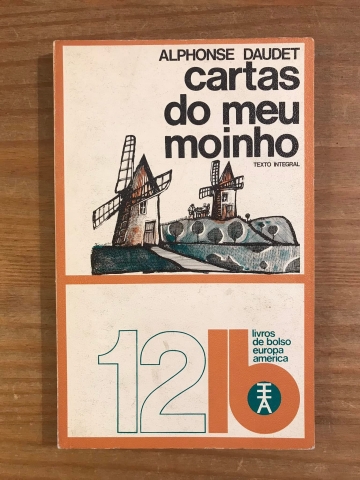 ALPHONSE DAUDET
cartas
do meu
moinho
TEXTO INTEGRAL
12
lb
livros
de bolso
europa
américa